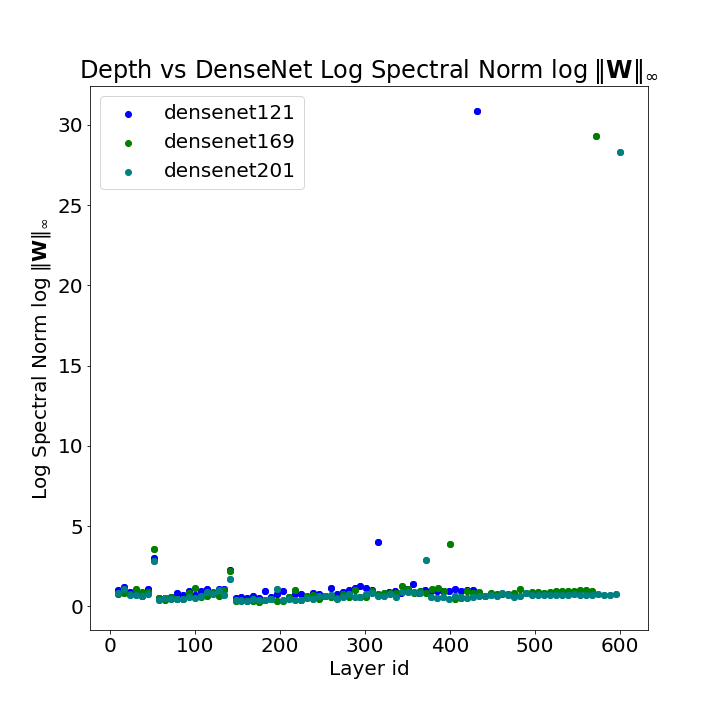 Depth vs DenseNet Log Spectral Norm log ‖W‖∞
densenet121
densenet169
densenet201
Log Spectral Norm log ‖W‖∞
30
25
20
15
10
5
0
0 100 200 300 400 500 600
Layer id